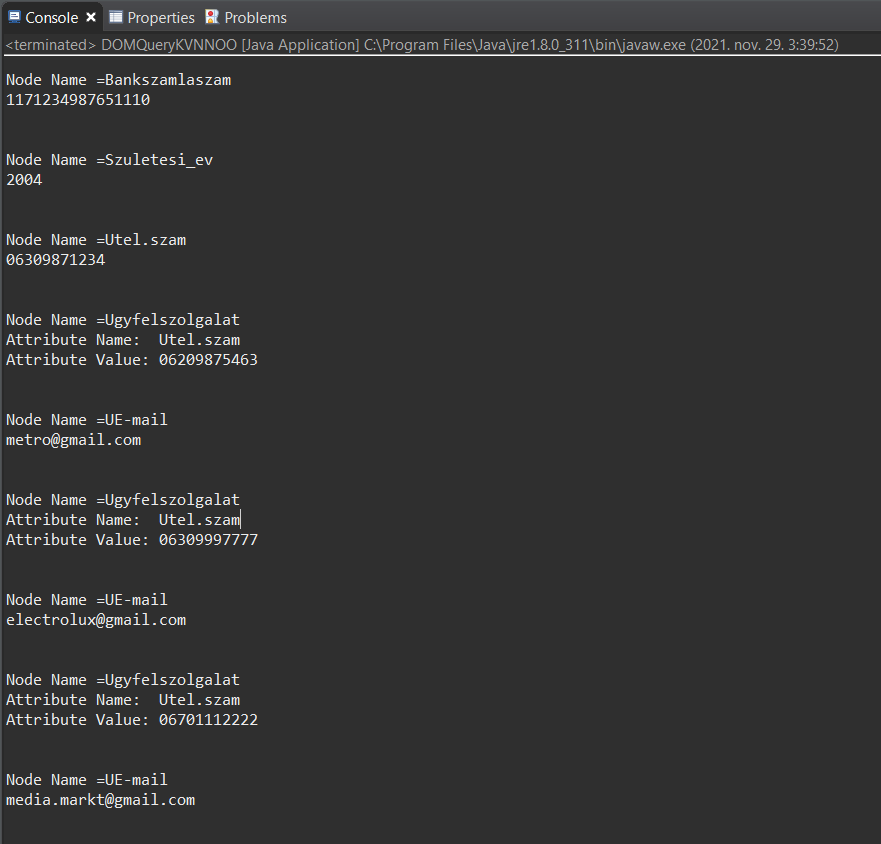 Console Properties Problems
<terminated> DOMQueryKVNNOO [Java Application] C:\Program Files\Java\jre1.8.0_311\bin\javaw.exe (2021. nov. 29. 3:39:52)
Node Name =Bankszamlaszam
1171234987651110
Node Name =Szuletesi_ev
2004
Node Name =Utel.szam
06309871234
Node Name =Ugyfelszolgalat
Attribute Name:  Utel.szam
Attribute Value: 06209875463
Node Name =UE-mail
metro@gmail.com
Node Name =Ugyfelszolgalat
Attribute Name:  Utel.szam
Attribute Value: 06309997777
Node Name =UE-mail
electrolux@gmail.com
Node Name =Ugyfelszolgalat
Attribute Name:  Utel.szam
Attribute Value: 06701112222
Node Name =UE-mail
media.markt@gmail.com